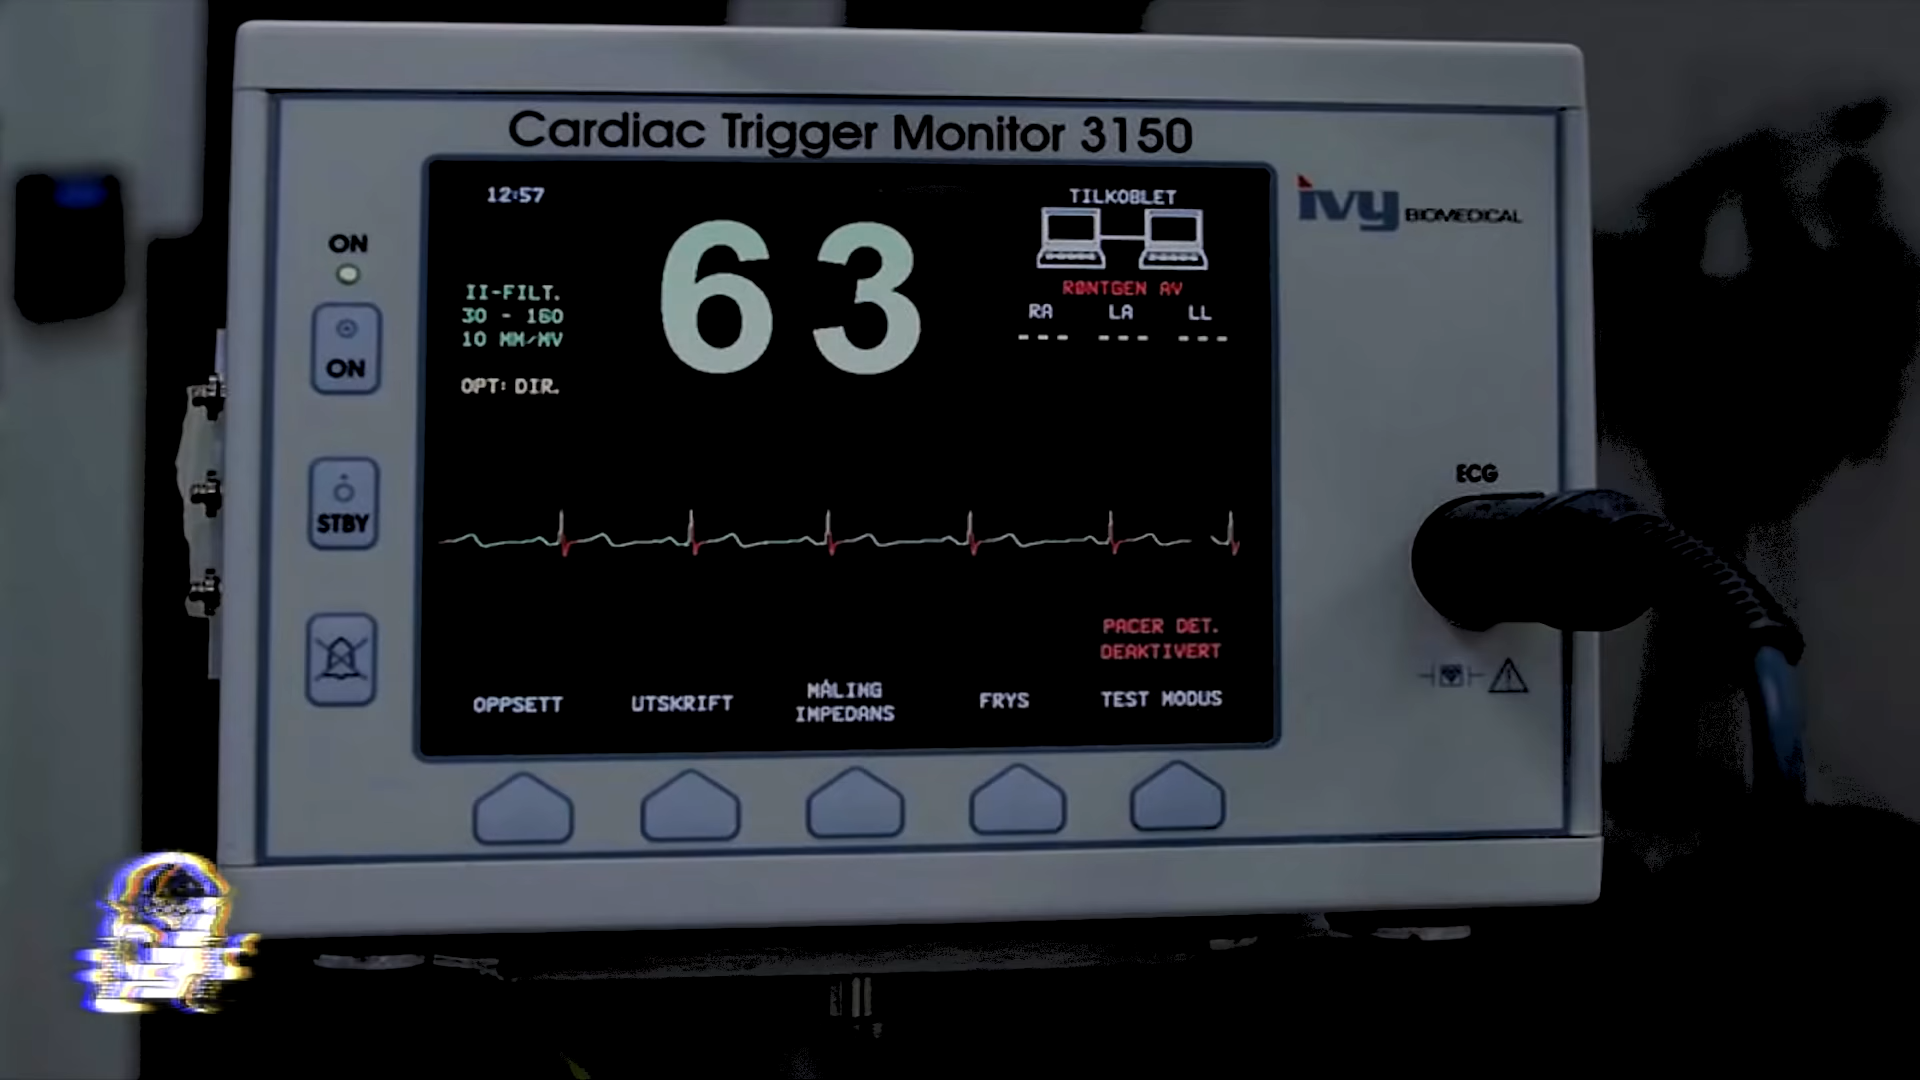 Cardiac Trigger Monitor 3150
ivy BIOMEDICAL
12:57
63
TILKOBLET
RØNTGEN AV
RA LA LL
--- --- ---
II-FILT.
30 - 160
10 MM/MV
OPT: DIR.
ON
ON
STBY
ECG
PACER DET.
DEAKTIVERT
OPPSETT
UTSKRIFT
MÅLING
IMPEDANS
FRYS
TEST MODUS